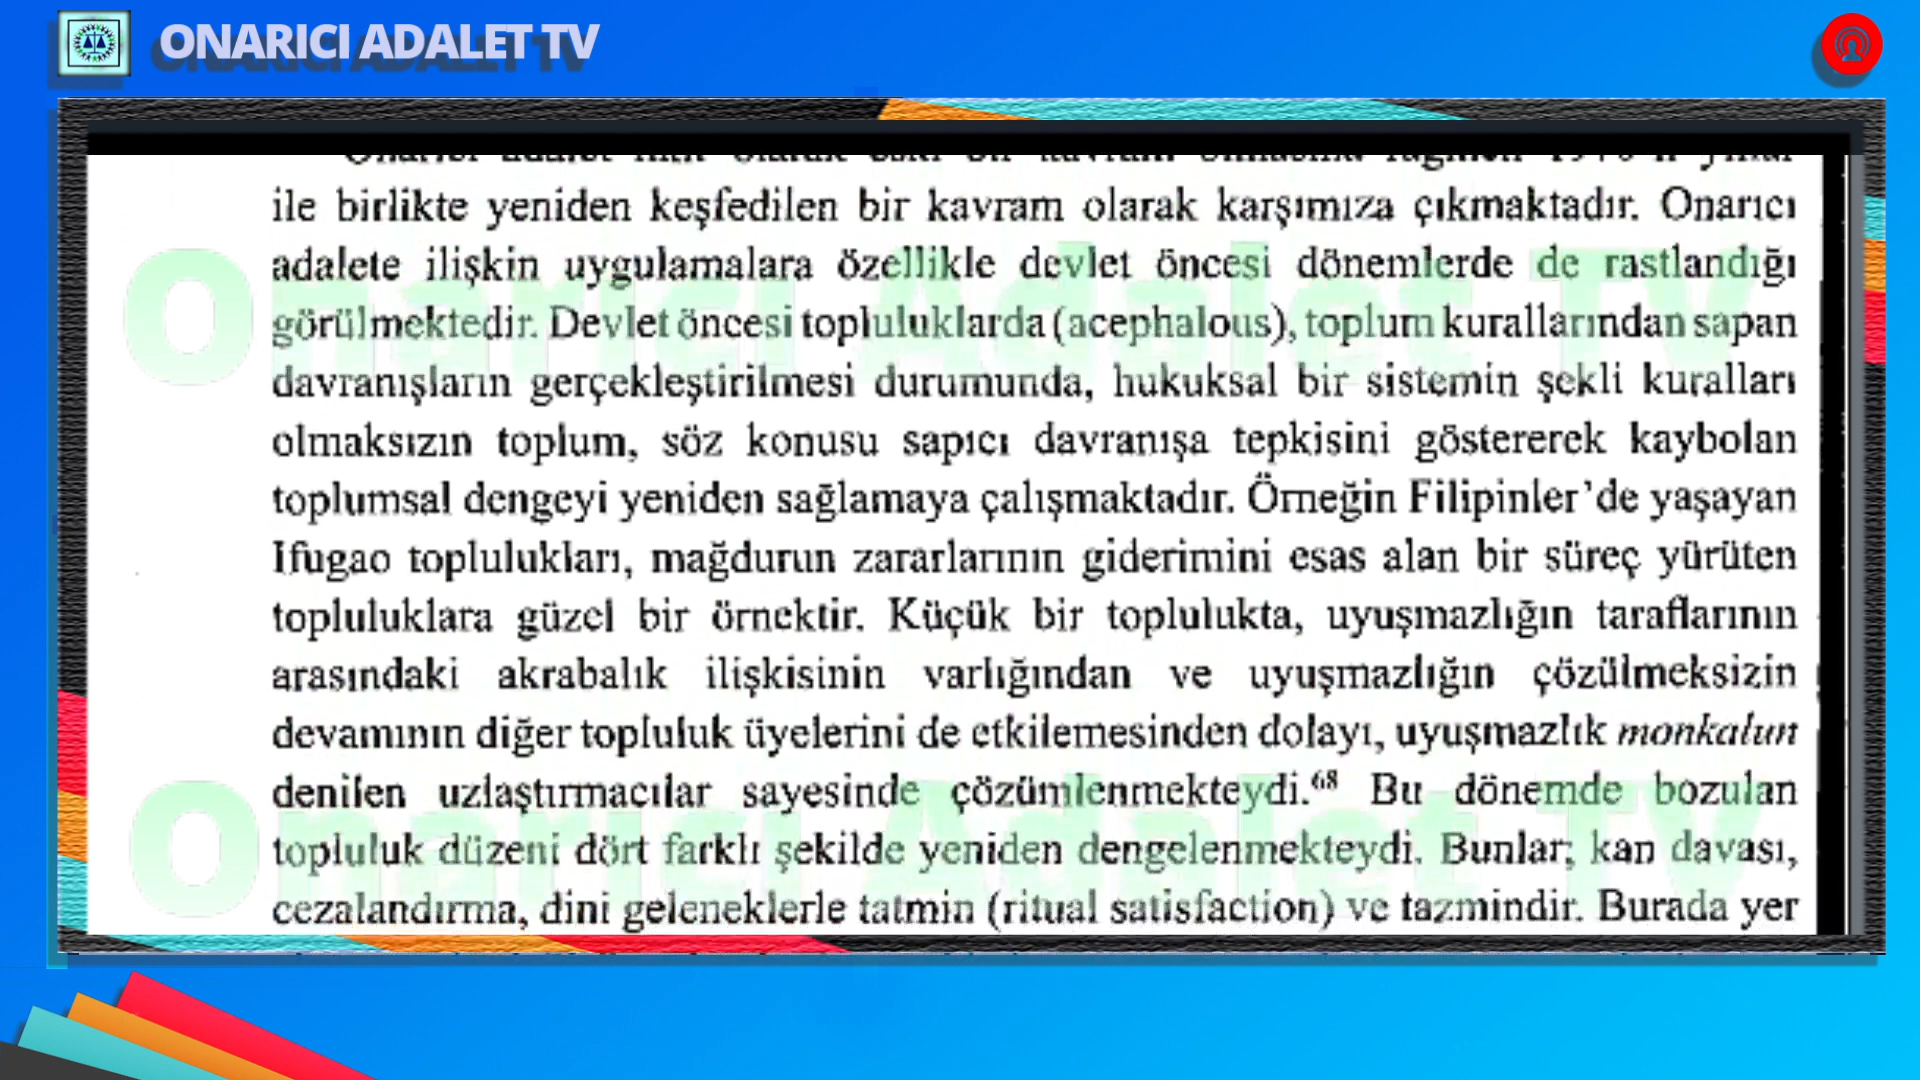 ONARICI ADALET TV
ile birlikte yeniden keşfedilen bir kavram olarak karşımıza çıkmaktadır. Onarıcı
adalete ilişkin uygulamalara özellikle devlet öncesi dönemlerde de rastlandığı
görülmektedir. Devlet öncesi topluluklarda (acephalous), toplum kurallarından sapan
davranışların gerçekleştirilmesi durumunda, hukuksal bir sistemin şekli kuralları
olmaksızın toplum, söz konusu sapıcı davranışa tepkisini göstererek kaybolan
toplumsal dengeyi yeniden sağlamaya çalışmaktadır. Örneğin Filipinler'de yaşayan
Ifugao toplulukları, mağdurun zararlarının giderimini esas alan bir süreç yürüten
topluluklara güzel bir örnektir. Küçük bir toplulukta, uyuşmazlığın taraflarının
arasındaki akrabalık ilişkisinin varlığından ve uyuşmazlığın çözülmeksizin
devamının diğer topluluk üyelerini de etkilemesinden dolayı, uyuşmazlık monkalun
denilen uzlaştırmacılar sayesinde çözümlenmekteydi.68 Bu dönemde bozulan
topluluk düzeni dört farklı şekilde yeniden dengelenmekteydi. Bunlar; kan davası,
cezalandırma, dini geleneklerle tatmin (ritual satisfaction) ve tazmindir. Burada yer
Onarıcı Adalet TV
Onarıcı Adalet TV